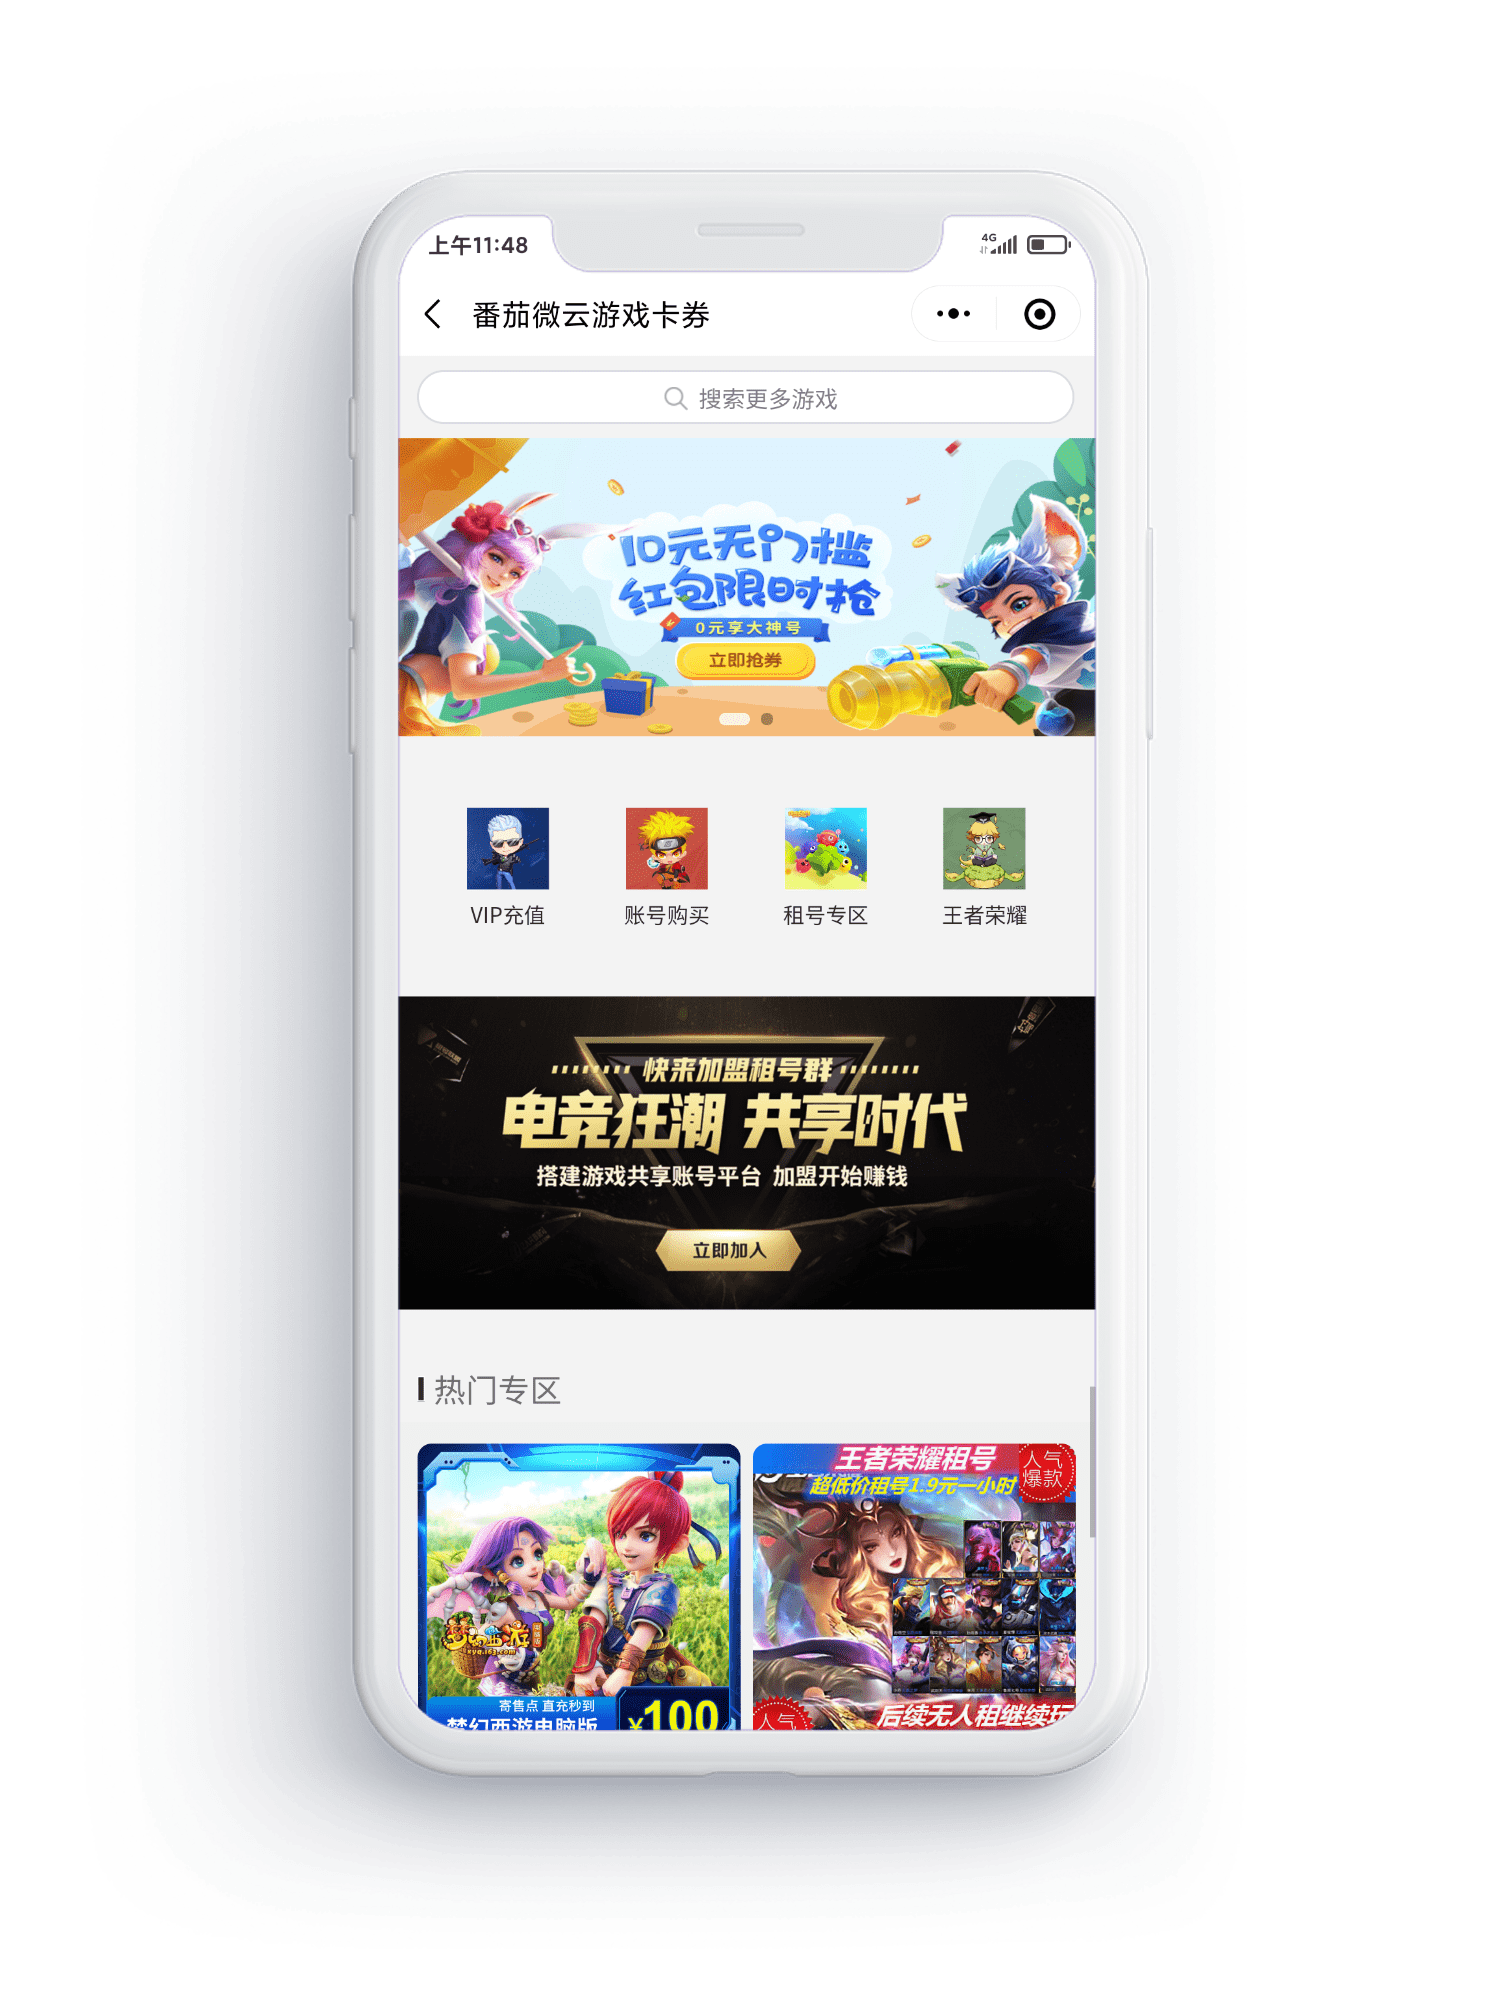 上午11:48
4G
番茄微云游戏卡券
搜索更多游戏
10元无门槛
红包限时抢
0元享大神号
立即抢券
VIP充值
账号购买
租号专区
王者荣耀
快来加盟租号群
电竞狂潮 共享时代
搭建游戏共享账号平台 加盟开始赚钱
立即加入
热门专区
梦幻西游
xyq.163.com
寄售点 直充秒到
梦幻西游电脑版
¥100
王者荣耀租号
超低价租号1.9元一小时
人气
爆款
后续无人租继续玩
人气